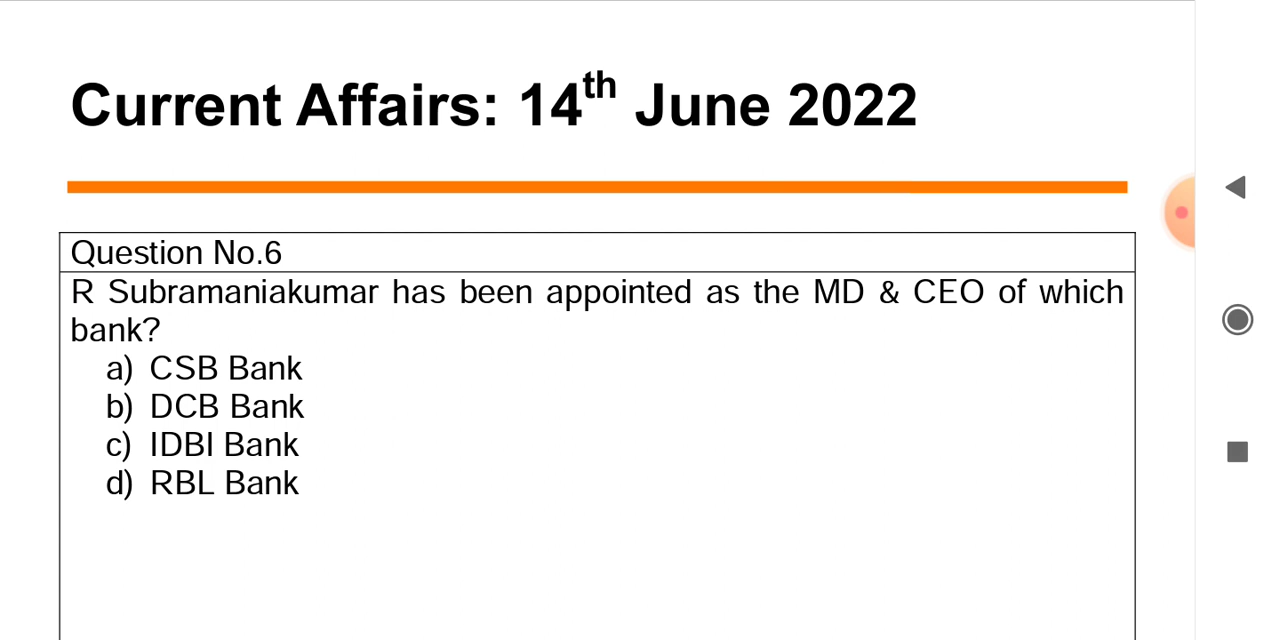 Current Affairs: 14th June 2022
Question No.6
R Subramaniakumar has been appointed as the MD & CEO of which
bank?
a) CSB Bank
b) DCB Bank
c) IDBI Bank
d) RBL Bank